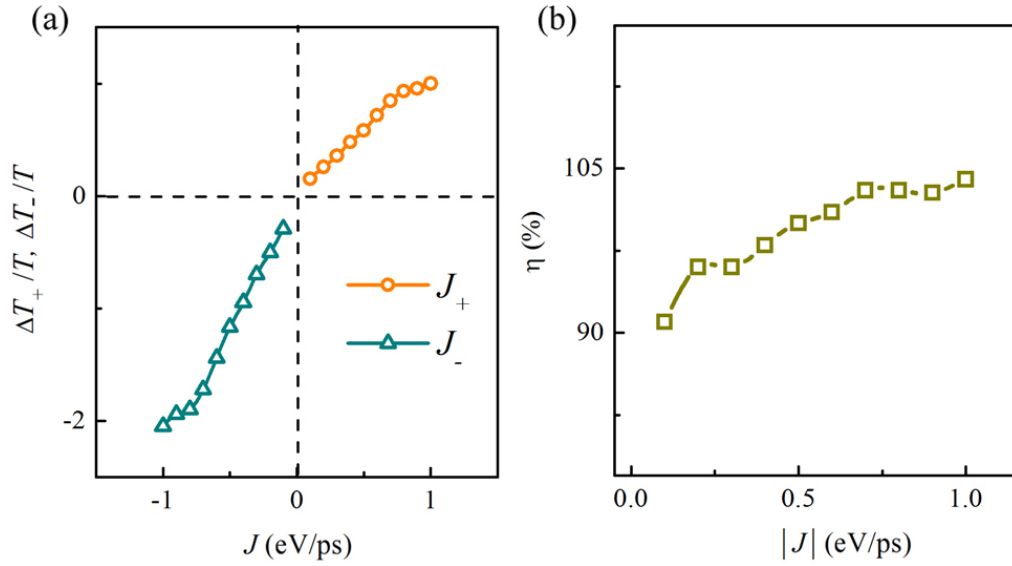 (a)
ΔT₊/T, ΔT₋/T
0
-2
J₊
J₋
-1
0
1
J (eV/ps)
(b)
η (%)
105
90
0.0
0.5
1.0
|J| (eV/ps)